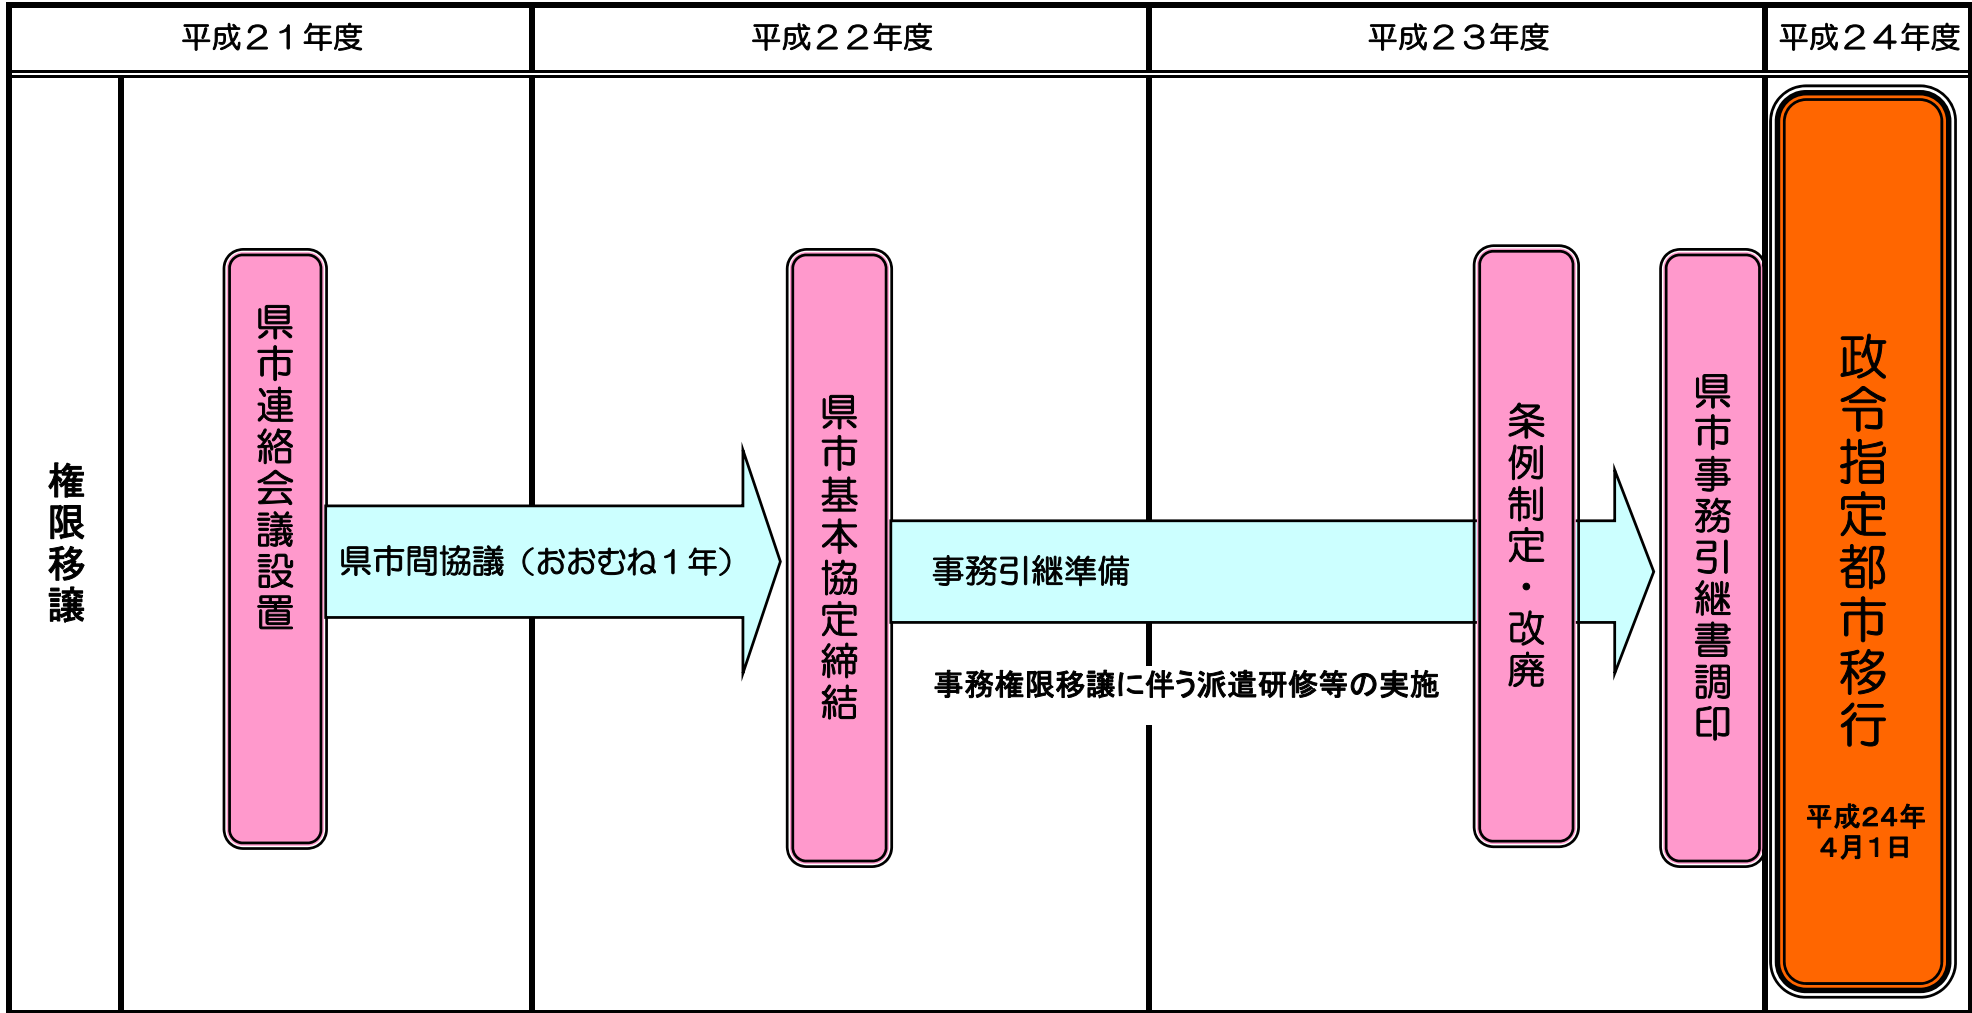 平成２１年度
平成２２年度
平成２３年度
平成２４年度
権限移譲
県市連絡会議設置
県市間協議（おおむね１年）
県市基本協定締結
事務引継準備
事務権限移譲に伴う派遣研修等の実施
条例制定・改廃
県市事務引継書調印
政令指定都市移行
平成24年
4月1日